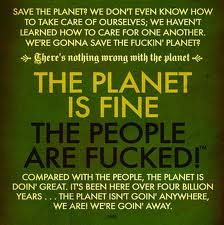 SAVE THE PLANET? WE DON'T EVEN KNOW HOW
TO TAKE CARE OF OURSELVES; WE HAVEN'T
LEARNED HOW TO CARE FOR ONE ANOTHER.
WE'RE GONNA SAVE THE FUCKIN' PLANET?
There's nothing wrong with the planet
THE PLANET
IS FINE
THE PEOPLE
ARE FUCKED!™
COMPARED WITH THE PEOPLE, THE PLANET IS
DOIN' GREAT. IT'S BEEN HERE OVER FOUR BILLION
YEARS . . . THE PLANET ISN'T GOIN' ANYWHERE,
WE ARE! WE'RE GOIN' AWAY.